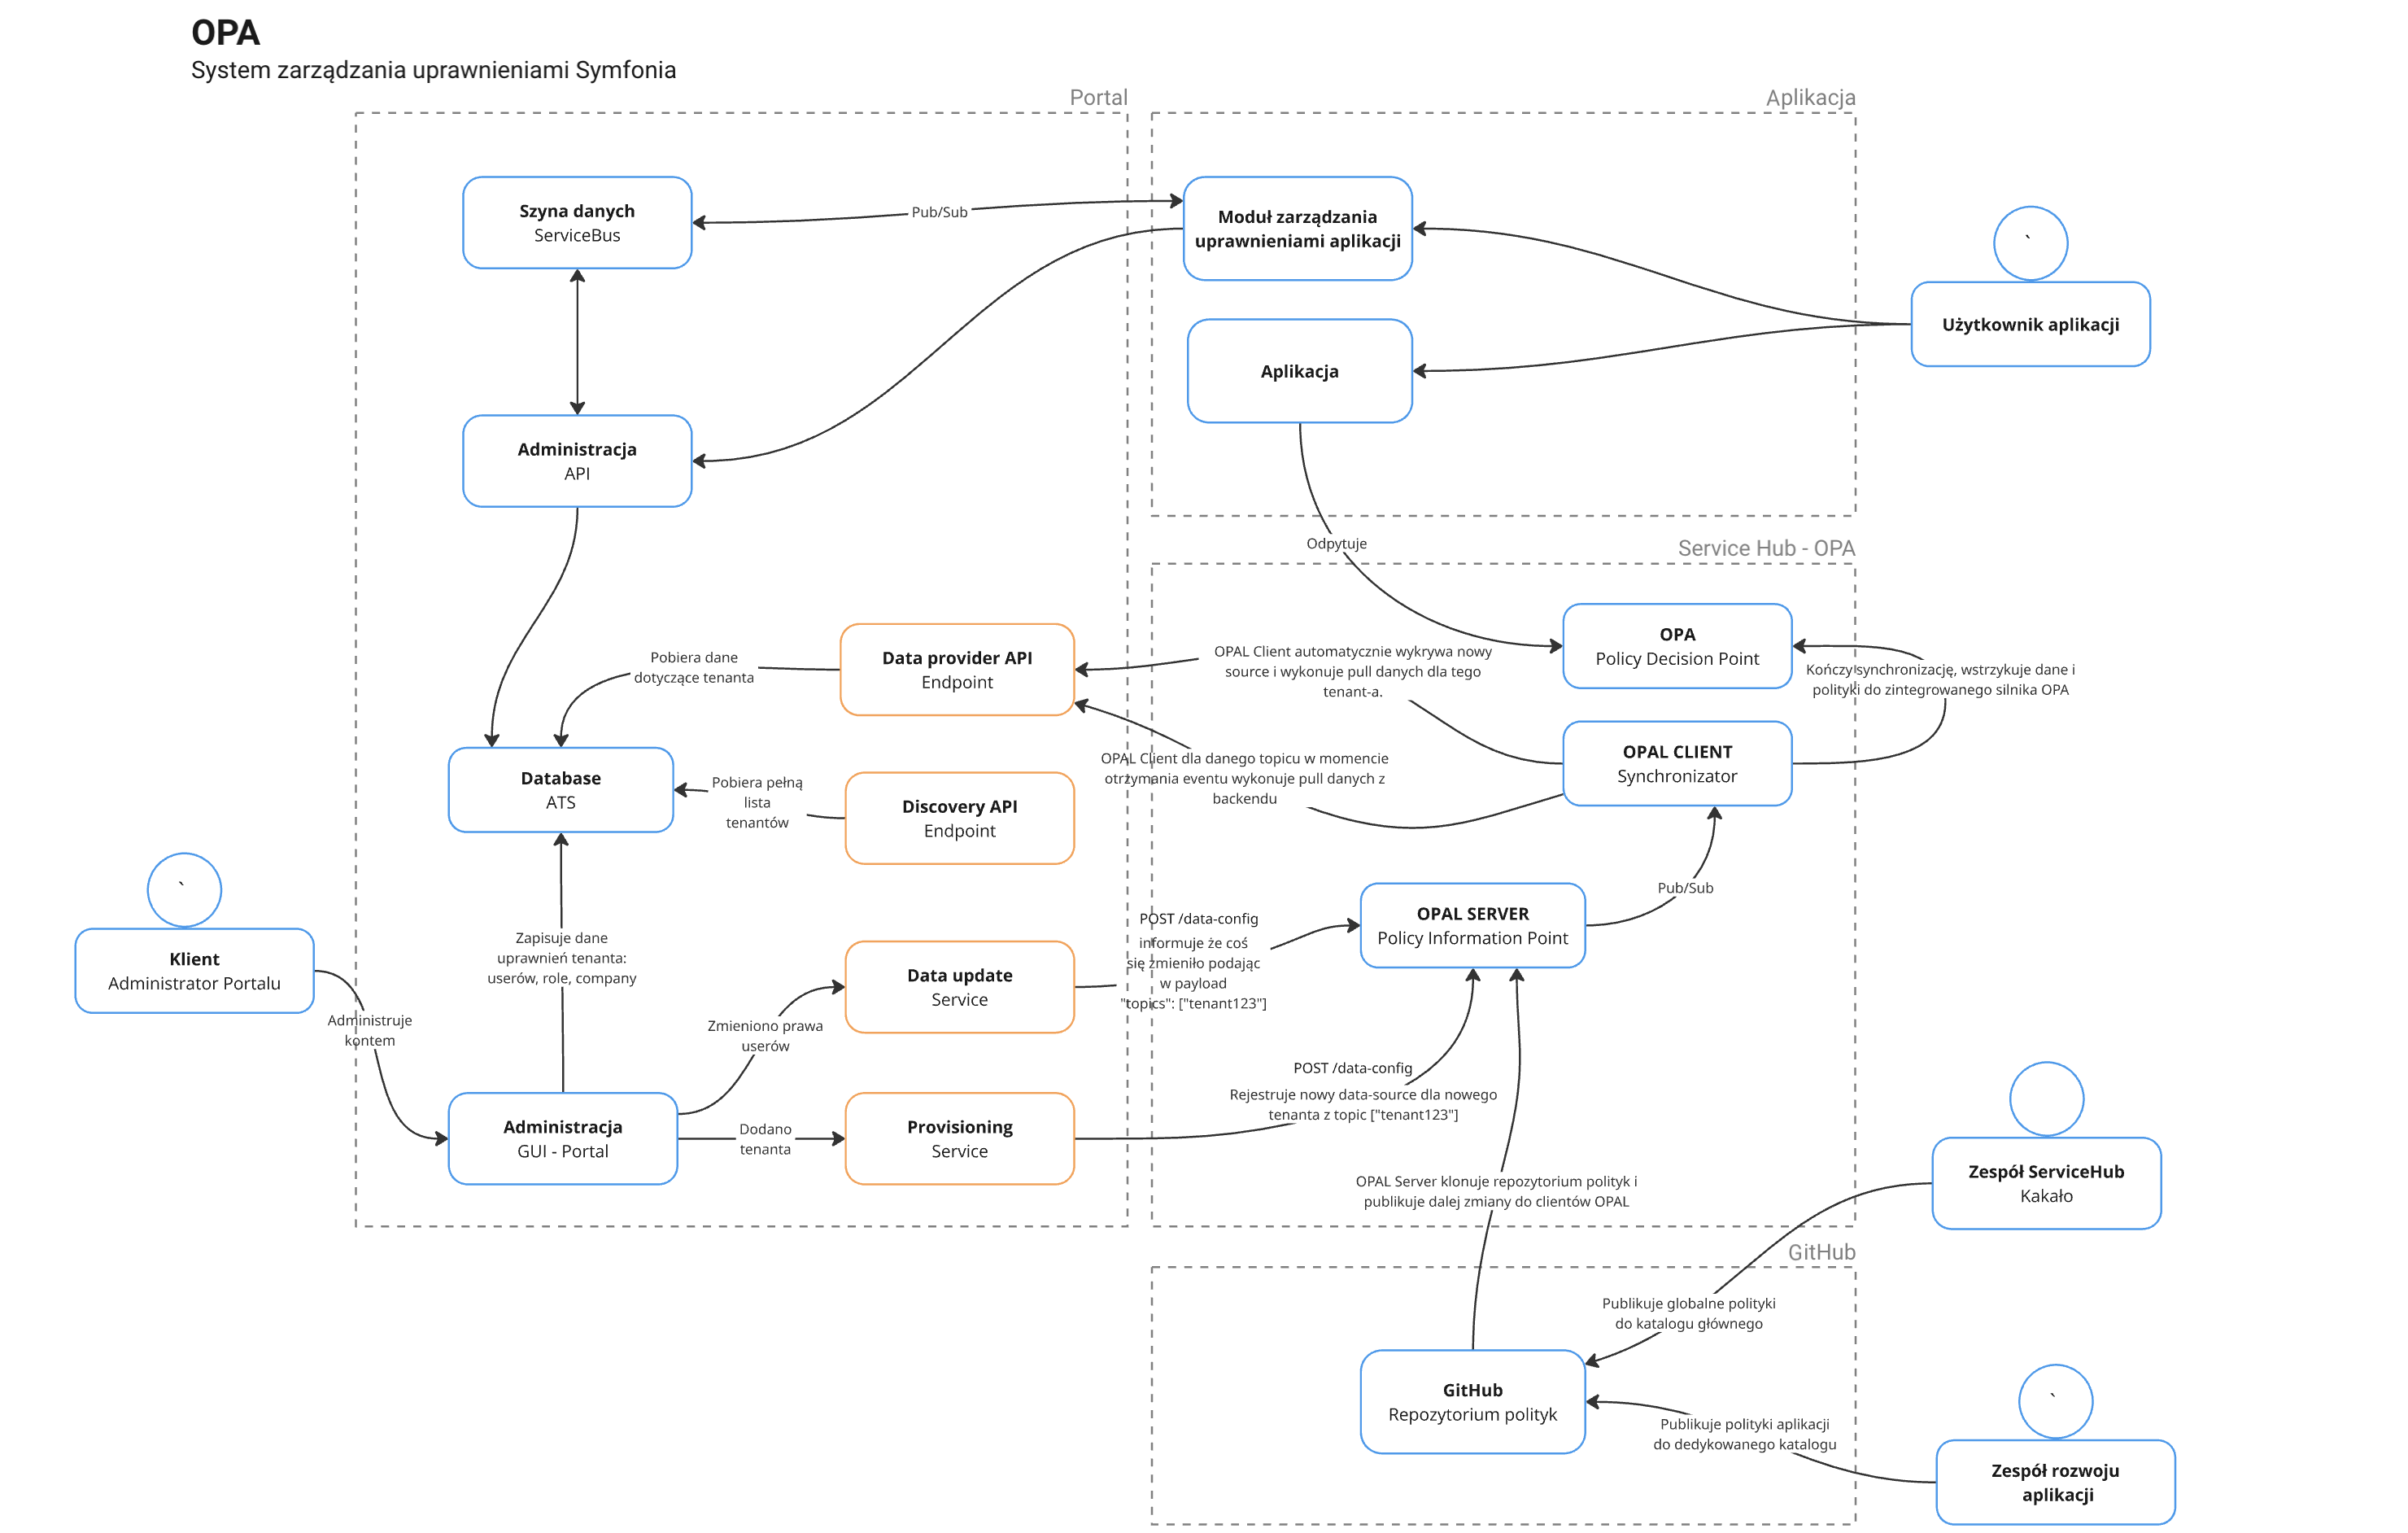 OPA
System zarządzania uprawnieniami Symfonia
Portal
Aplikacja
Szyna danych
ServiceBus
Pub/Sub
Moduł zarządzania
uprawnieniami aplikacji
`
Użytkownik aplikacji
Aplikacja
Administracja
API
Odpytuje
Service Hub - OPA
Pobiera dane
dotyczące tenanta
Data provider API
Endpoint
OPAL Client automatycznie wykrywa nowy
source i wykonuje pull danych dla tego
tenant-a.
OPA
Policy Decision Point
Kończy synchronizację, wstrzykuje dane i
polityki do zintegrowanego silnika OPA
OPAL CLIENT
Synchronizator
OPAL Client dla danego topicu w momencie
otrzymania eventu wykonuje pull danych z
backendu
Database
ATS
Pobiera pełną
lista
tenantów
Discovery API
Endpoint
Pub/Sub
`
Klient
Administrator Portalu
Administruje
kontem
Zapisuje dane
uprawnień tenanta:
userów, role, company
Data update
Service
POST /data-config
informuje że coś
się zmieniło podając
w payload
"topics": ["tenant123"]
OPAL SERVER
Policy Information Point
Zmieniono prawa
userów
Administracja
GUI - Portal
Dodano
tenanta
Provisioning
Service
POST /data-config
Rejestruje nowy data-source dla nowego
tenanta z topic ["tenant123"]
OPAL Server klonuje repozytorium polityk i
publikuje dalej zmiany do clientów OPAL
Zespół ServiceHub
Kakało
GitHub
Publikuje globalne polityki
do katalogu głównego
GitHub
Repozytorium polityk
Publikuje polityki aplikacji
do dedykowanego katalogu
`
Zespół rozwoju
aplikacji